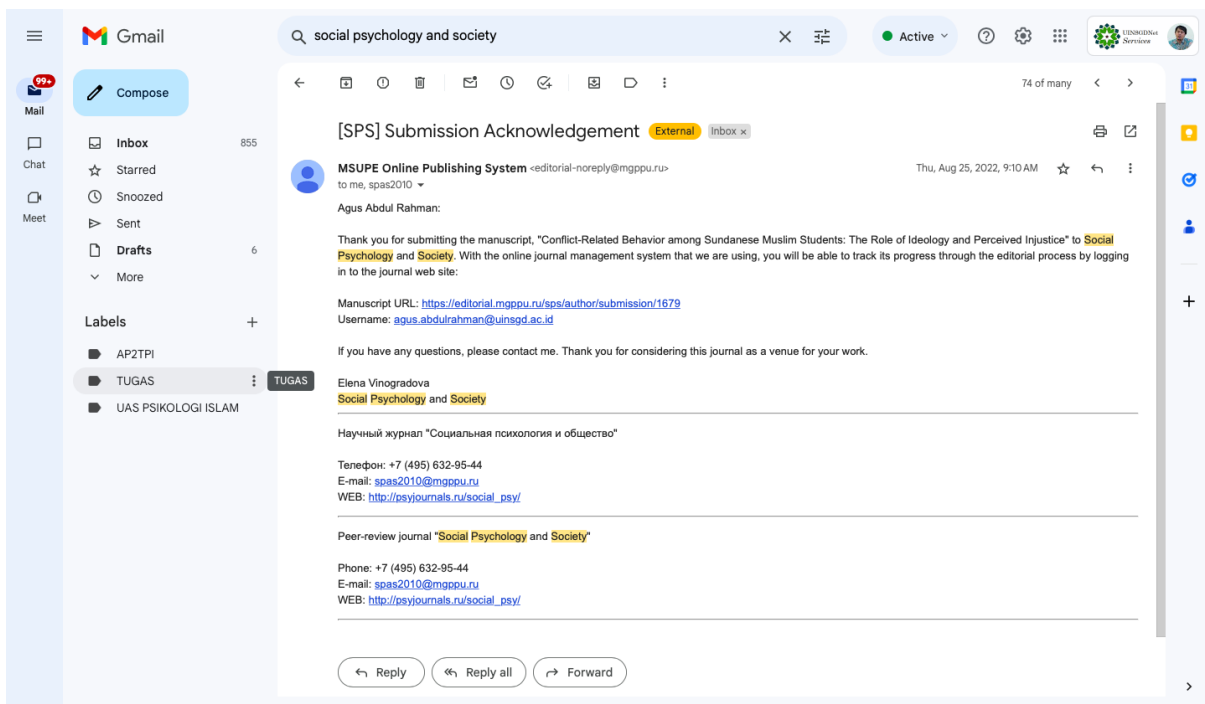 Gmail
social psychology and society
Active
UINSGDNet
Services
99+
Mail
Chat
Meet
Compose
Inbox 855
Starred
Snoozed
Sent
Drafts 6
More
Labels
AP2TPI
TUGAS
TUGAS
UAS PSIKOLOGI ISLAM
74 of many
31
[SPS] Submission Acknowledgement External Inbox x
MSUPE Online Publishing System <editorial-noreply@mgppu.ru> Thu, Aug 25, 2022, 9:10 AM
to me, spas2010
Agus Abdul Rahman:
Thank you for submitting the manuscript, "Conflict-Related Behavior among Sundanese Muslim Students: The Role of Ideology and Perceived Injustice" to Social
Psychology and Society. With the online journal management system that we are using, you will be able to track its progress through the editorial process by logging
in to the journal web site:
Manuscript URL: https://editorial.mgppu.ru/sps/author/submission/1679
Username: agus.abdulrahman@uinsgd.ac.id
If you have any questions, please contact me. Thank you for considering this journal as a venue for your work.
Elena Vinogradova
Social Psychology and Society
Научный журнал "Социальная психология и общество"
Телефон: +7 (495) 632-95-44
E-mail: spas2010@mgppu.ru
WEB: http://psyjournals.ru/social_psy/
Peer-review journal "Social Psychology and Society"
Phone: +7 (495) 632-95-44
E-mail: spas2010@mgppu.ru
WEB: http://psyjournals.ru/social_psy/
Reply
Reply all
Forward